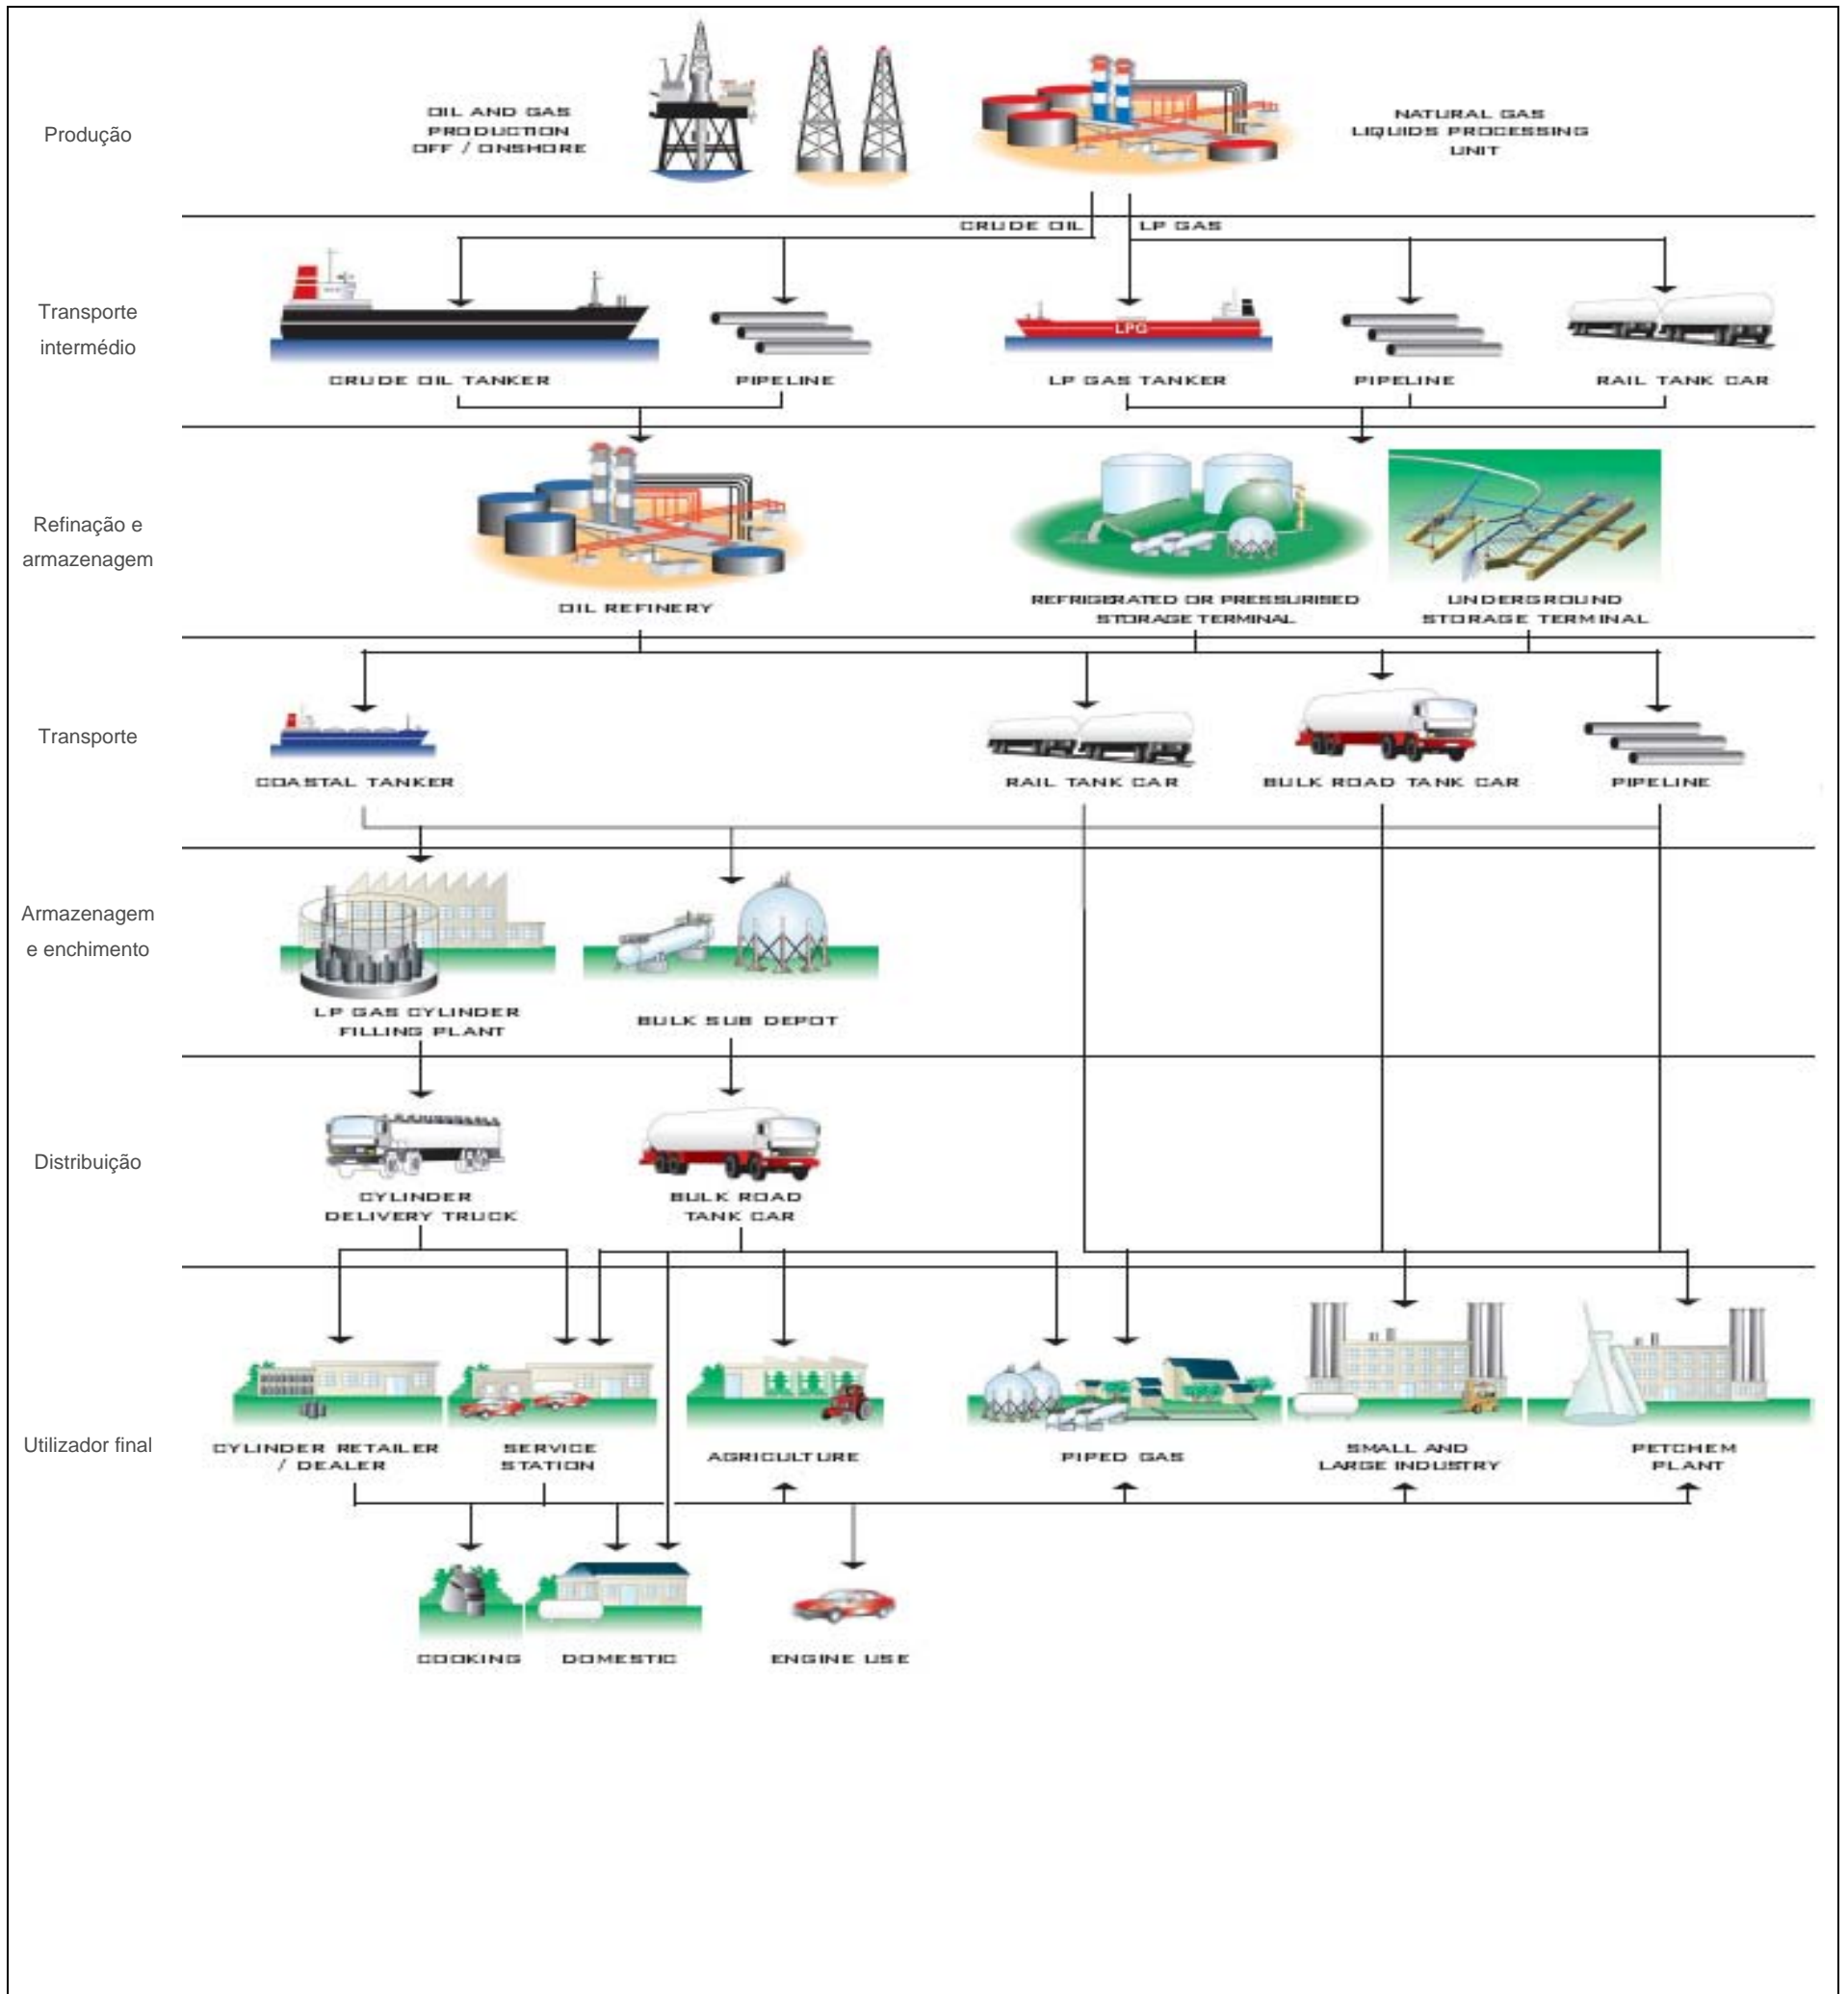 Produção
OIL AND GAS
PRODUCTION
OFF / ONSHORE
NATURAL GAS
LIQUIDS PROCESSING
UNIT
CRUDE OIL
LP GAS
Transporte
intermédio
LPG
CRUDE OIL TANKER
PIPELINE
LP GAS TANKER
PIPELINE
RAIL TANK CAR
Refinação e
armazenagem
OIL REFINERY
REFRIGERATED OR PRESSURISED
STORAGE TERMINAL
UNDERGROUND
STORAGE TERMINAL
Transporte
COASTAL TANKER
RAIL TANK CAR
BULK ROAD TANK CAR
PIPELINE
Armazenagem
e enchimento
LP GAS CYLINDER
FILLING PLANT
BULK SUB DEPOT
Distribuição
CYLINDER
DELIVERY TRUCK
BULK ROAD
TANK CAR
Utilizador final
CYLINDER RETAILER
/ DEALER
SERVICE
STATION
AGRICULTURE
PIPED GAS
SMALL AND
LARGE INDUSTRY
PETCHEM
PLANT
COOKING
DOMESTIC
ENGINE USE